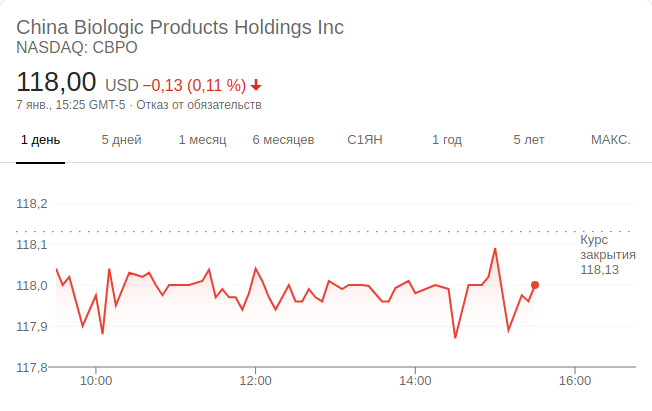 China Biologic Products Holdings Inc
NASDAQ: CBPO
118,00 USD −0,13 (0,11 %)
7 янв., 15:25 GMT-5 · Отказ от обязательств
1 день 5 дней 1 месяц 6 месяцев С1ЯН 1 год 5 лет МАКС.
118,2
118,1
118,0
117,9
117,8
Курс
закрытия
118,13
10:00 12:00 14:00 16:00